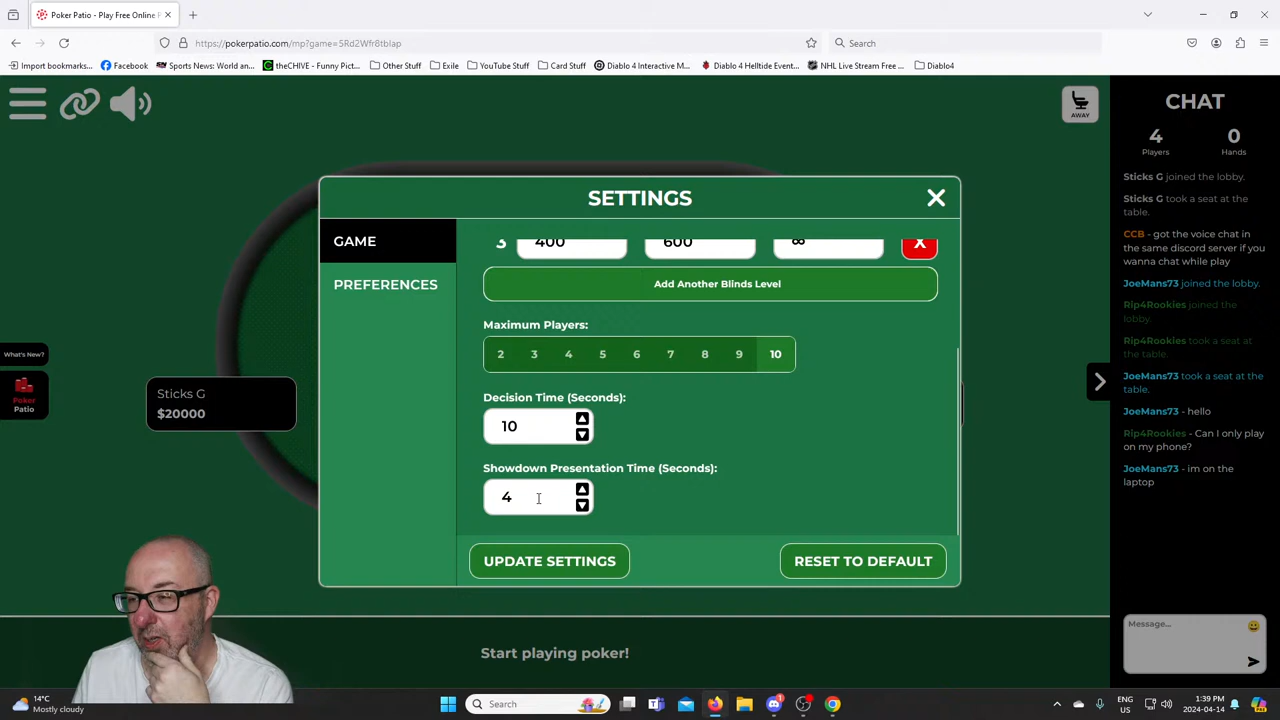 Poker Patio - Play Free Online P
https://pokerpatio.com/mp?game=5Rd2Wfr8tbIap
Search
Import bookmarks...
Facebook
Sports News: World an...
theCHIVE - Funny Pict...
Other Stuff
Exile
YouTube Stuff
Card Stuff
Diablo 4 Interactive M...
Diablo 4 Helltide Event...
NHL Live Stream Free ...
Diablo4
AWAY
CHAT
4
Players
0
Hands
Sticks G joined the lobby.
Sticks G took a seat at the
table.
CCB - got the voice chat in
the same discord server if you
wanna chat while play
JoeMans73 joined the lobby.
Rip4Rookies joined the
lobby.
Rip4Rookies took a seat at
the table.
JoeMans73 took a seat at the
table.
JoeMans73 - hello
Rip4Rookies - Can I only play
on my phone?
JoeMans73 - im on the
laptop
Message...
SETTINGS
GAME
PREFERENCES
3
400
600
∞
X
Add Another Blinds Level
Maximum Players:
2 3 4 5 6 7 8 9 10
Decision Time (Seconds):
10
Showdown Presentation Time (Seconds):
4
UPDATE SETTINGS
RESET TO DEFAULT
What's New?
Poker
Patio
Sticks G
$20000
Start playing poker!
14°C
Mostly cloudy
Search
ENG
US
1:39 PM
2024-04-14